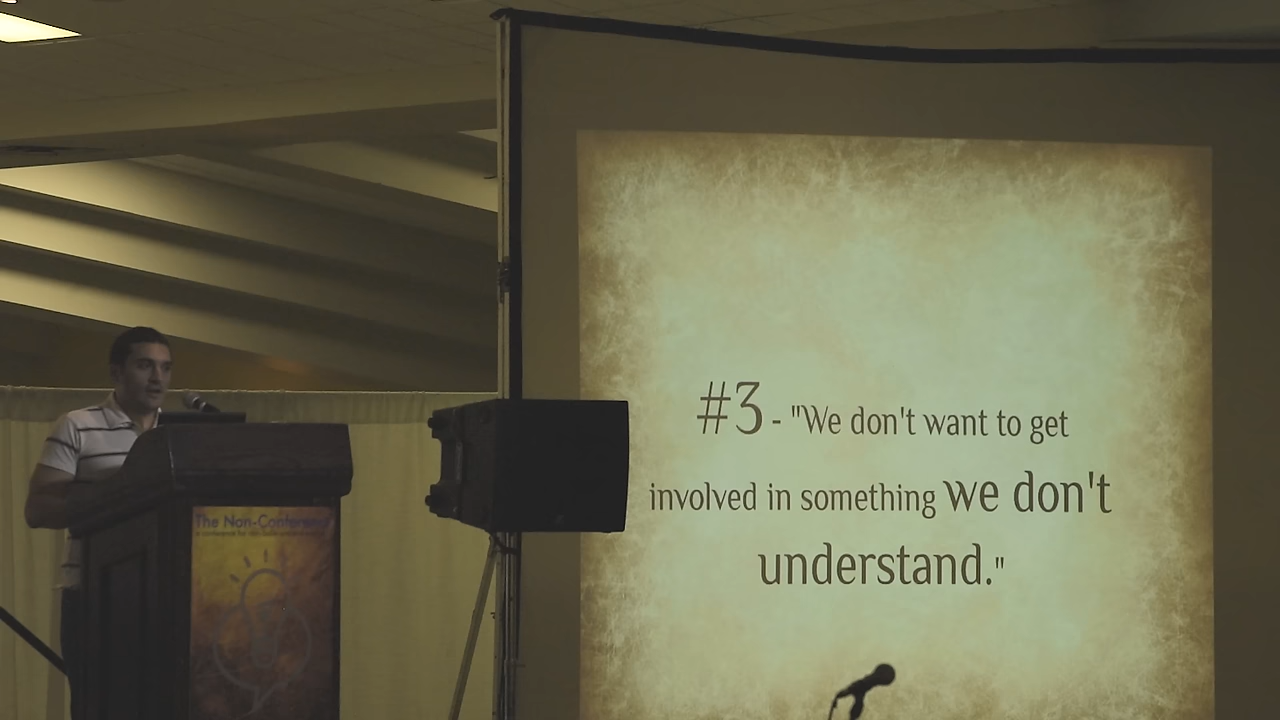 #3 - "We don't want to get
involved in something we don't
understand."
The Non-Conference